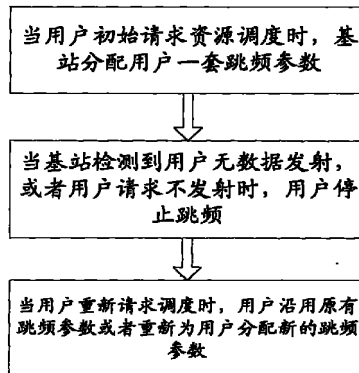 当用户初始请求资源调度时，基
站分配用户一套跳频参数
当基站检测到用户无数据发射，
或者用户请求不发射时，用户停
止跳频
当用户重新请求调度时，用户沿用原有
跳频参数或者重新为用户分配新的跳频
参数